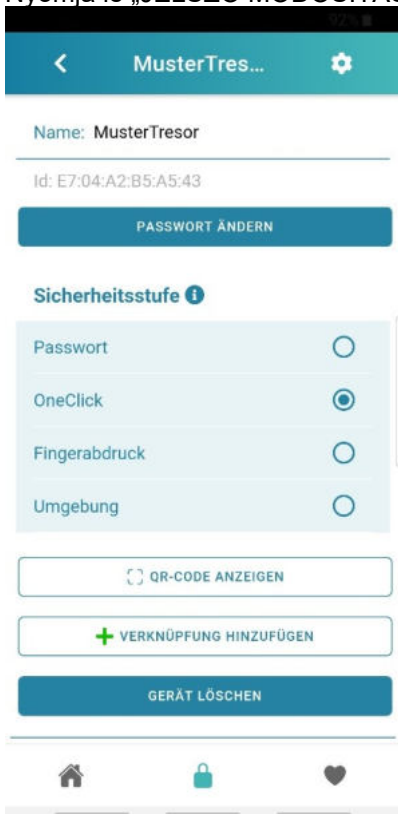 92%
MusterTres...
Name: MusterTresor
Id: E7:04:A2:B5:A5:43
PASSWORT ÄNDERN
Sicherheitsstufe
Passwort
OneClick
Fingerabdruck
Umgebung
QR-CODE ANZEIGEN
VERKNÜPFUNG HINZUFÜGEN
GERÄT LÖSCHEN